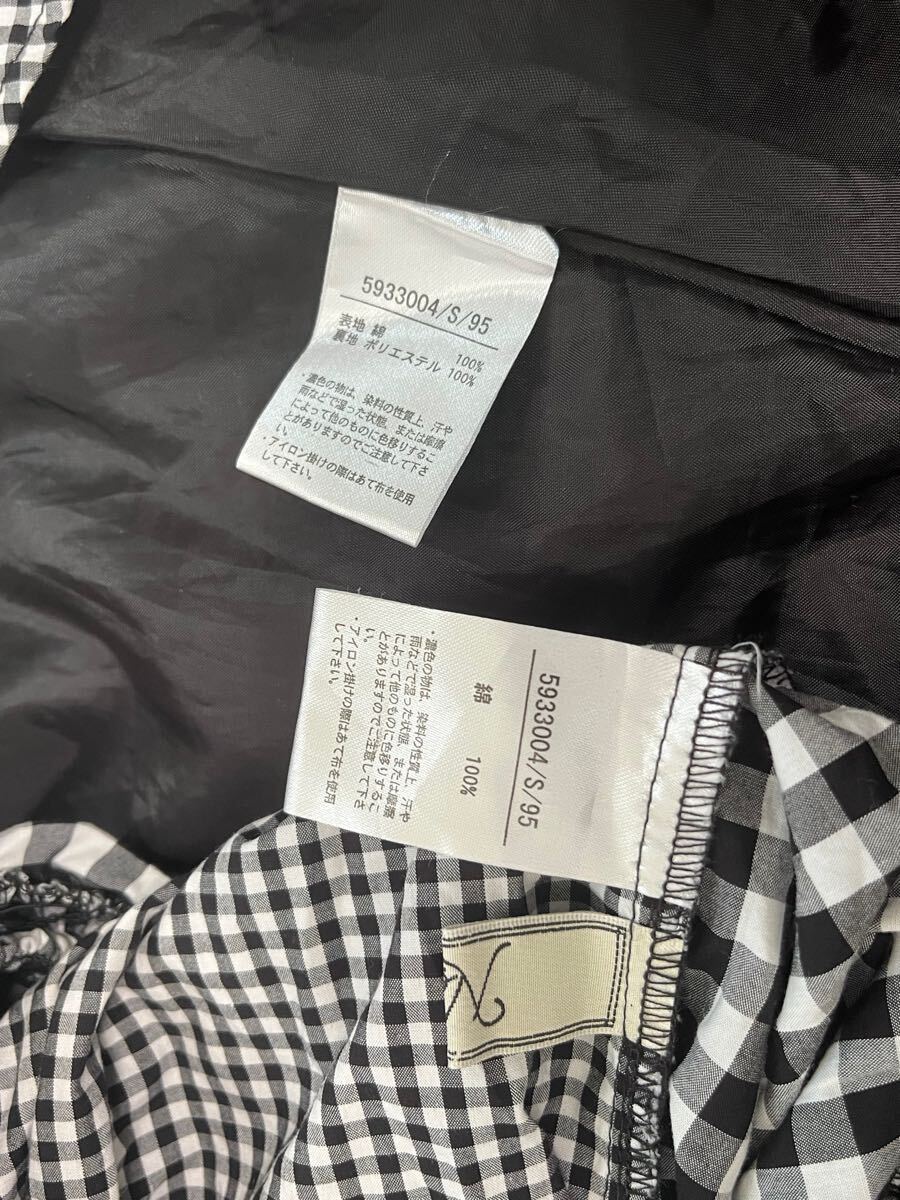 5933004/S/95
表地 綿 100%
裏地 ポリエステル 100%
・濃色の物は、染料の性質上、汗や
雨などで湿った状態、または摩擦
によって他のものに色移りするこ
とがありますのでご注意して下さ
い。
・アイロン掛けの際はあて布を使用
して下さい。
5933004/S/95
綿 100%
・濃色の物は、染料の性質上、汗や
雨などで湿った状態、または摩擦
によって他のものに色移りするこ
とがありますのでご注意して下さ
い。
・アイロン掛けの際はあて布を使用
して下さい。